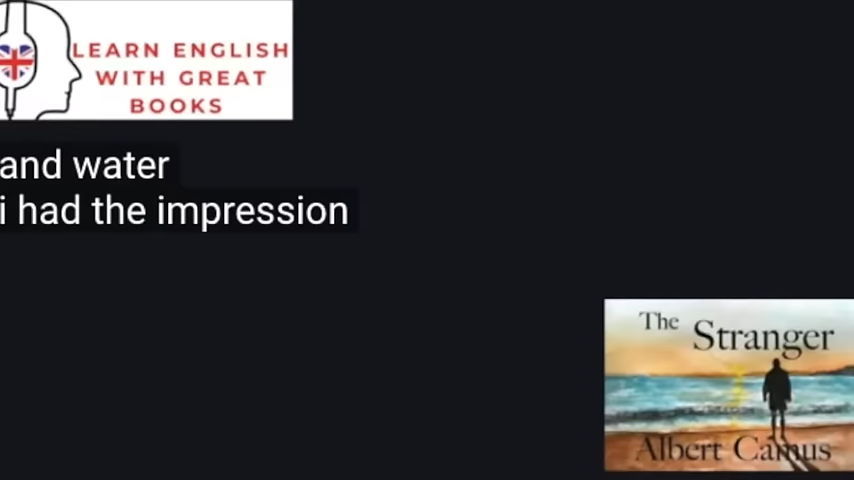 LEARN ENGLISH
WITH GREAT
BOOKS
and water
i had the impression
The Stranger
Albert Camus